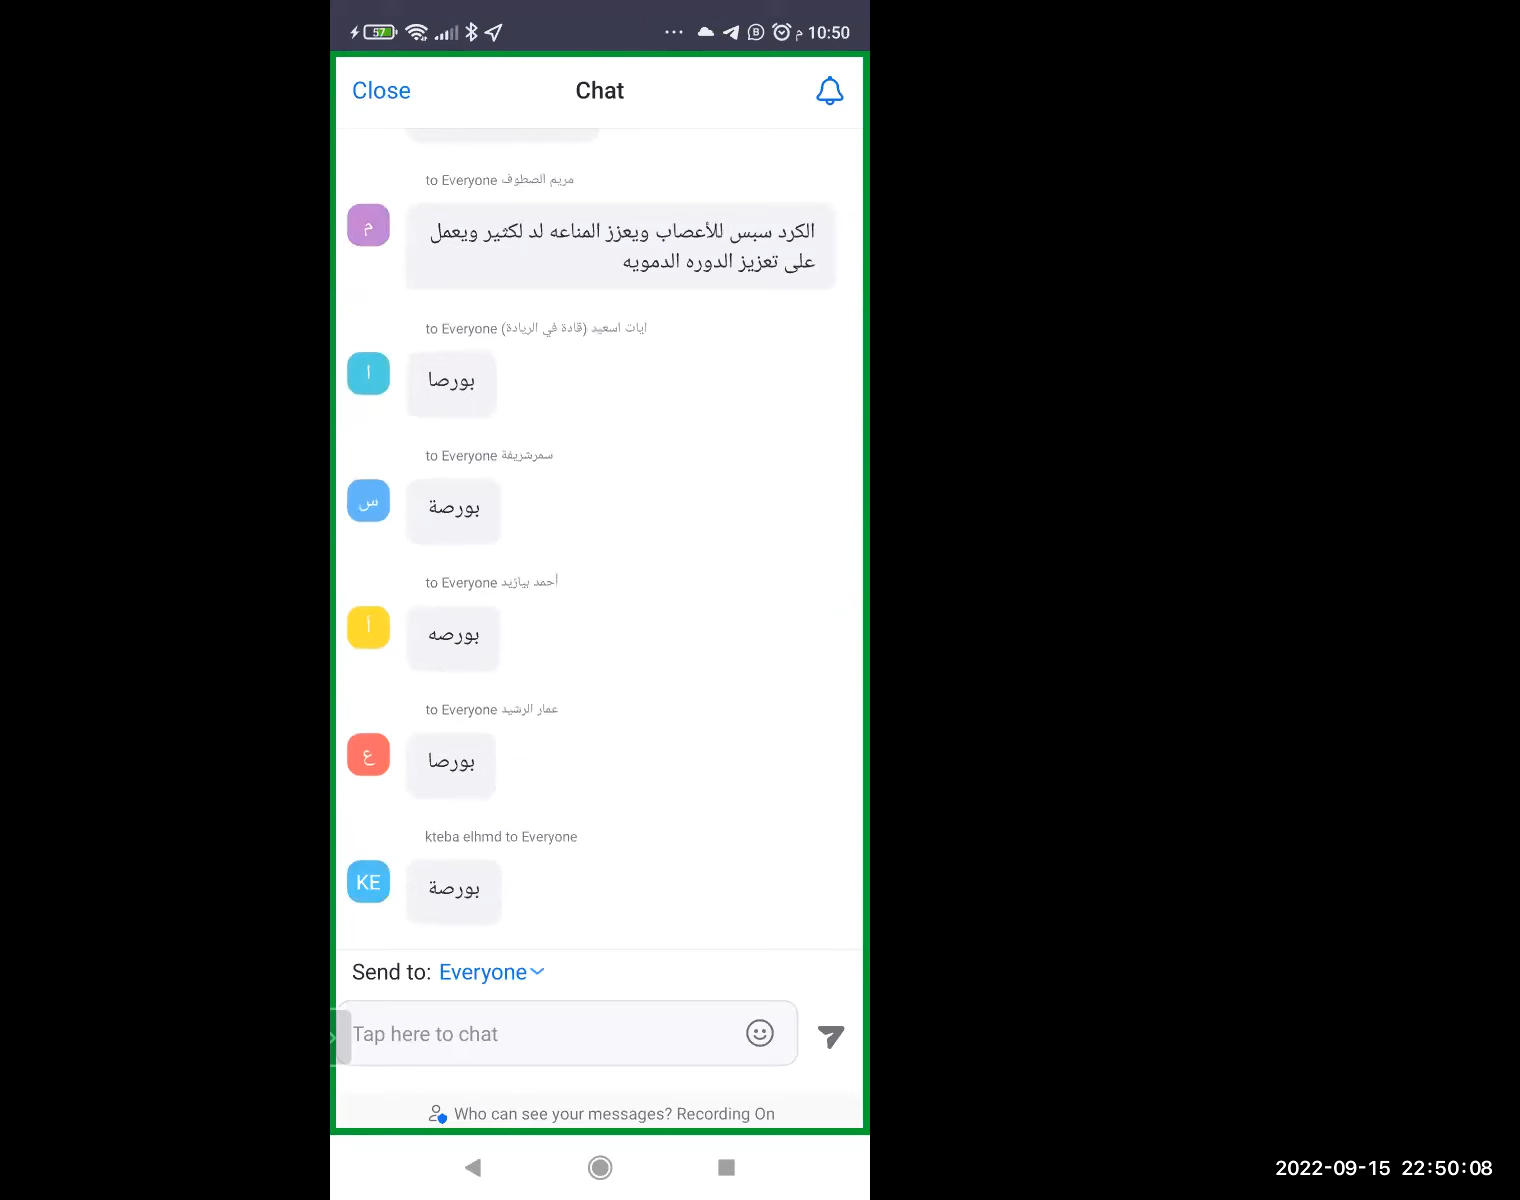 57
م 10:50
Close
Chat
مريم الصطوف to Everyone
م
الكرد سبس للأعصاب ويعزز المناعه لد لكثير ويعمل
على تعزيز الدوره الدمويه
ايات اسعيد (قادة في الريادة) to Everyone
ا
بورصا
سمرشريفة to Everyone
س
بورصة
أحمد بيازيد to Everyone
أ
بورصه
عمار الرشيد to Everyone
ع
بورصا
kteba elhmd to Everyone
KE
بورصة
Send to: Everyone
Tap here to chat
Who can see your messages? Recording On
2022-09-15 22:50:08